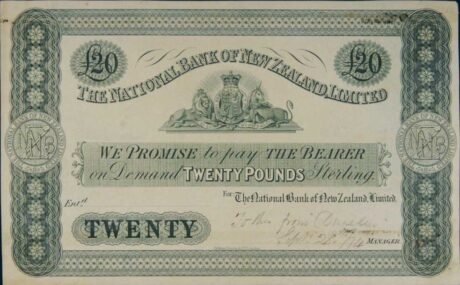 £20 £20
THE NATIONAL BANK OF NEW ZEALAND, LIMITED
WE PROMISE to pay THE BEARER
on Demand TWENTY POUNDS Sterling.
For The National Bank of New Zealand, Limited.
Entd.
TWENTY
MANAGER